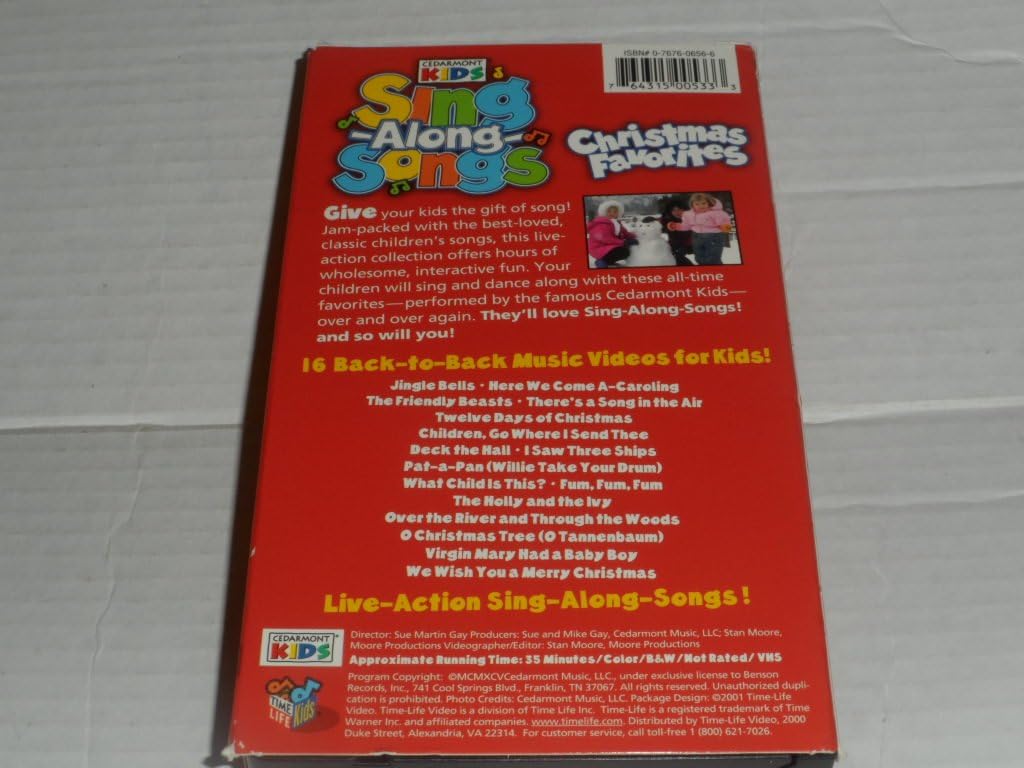 ISBN# 0-7676-0656-6
7 64315 00533 3
CEDARMONT
KIDS
Sing
-Along-
Songs
Christmas
Favorites
Give your kids the gift of song!
Jam-packed with the best-loved,
classic children's songs, this live-
action collection offers hours of
wholesome, interactive fun. Your
children will sing and dance along with these all-time
favorites—performed by the famous Cedarmont Kids—
over and over again. They'll love Sing-Along-Songs!
and so will you!
16 Back-to-Back Music Videos for Kids!
Jingle Bells · Here We Come A-Caroling
The Friendly Beasts · There's a Song in the Air
Twelve Days of Christmas
Children, Go Where I Send Thee
Deck the Hall · I Saw Three Ships
Pat-a-Pan (Willie Take Your Drum)
What Child Is This? · Fum, Fum, Fum
The Holly and the Ivy
Over the River and Through the Woods
O Christmas Tree (O Tannenbaum)
Virgin Mary Had a Baby Boy
We Wish You a Merry Christmas
Live-Action Sing-Along-Songs!
CEDARMONT
KIDS
Director: Sue Martin Gay Producers: Sue and Mike Gay, Cedarmont Music, LLC; Stan Moore,
Moore Productions Videographer/Editor: Stan Moore, Moore Productions
Approximate Running Time: 35 Minutes/Color/B&W/Not Rated/ VHS
TIME
LIFE
Kids
Program Copyright: ©MCMXCVCedarmont Music, LLC., under exclusive license to Benson
Records, Inc., 741 Cool Springs Blvd., Franklin, TN 37067. All rights reserved. Unauthorized dupli-
cation is prohibited. Photo Credits: Cedarmont Music, LLC. Package Design: ©2001 Time-Life
Video. Time-Life Video is a division of Time Life Inc. Time-Life is a registered trademark of Time
Warner Inc. and affiliated companies. www.timelife.com. Distributed by Time-Life Video, 2000
Duke Street, Alexandria, VA 22314. For customer service, call toll-free 1 (800) 621-7026.